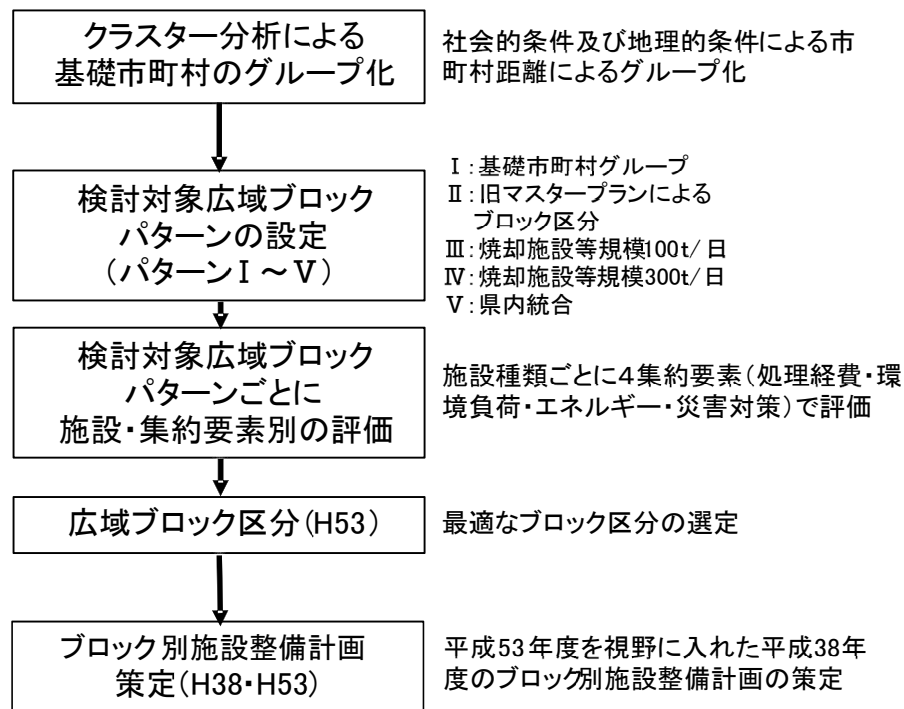 クラスター分析による
基礎市町村のグループ化
社会的条件及び地理的条件による市
町村距離によるグループ化
検討対象広域ブロック
パターンの設定
(パターンⅠ~Ⅴ)
Ⅰ:基礎市町村グループ
Ⅱ:旧マスタープランによる
ブロック区分
Ⅲ:焼却施設等規模100t/日
Ⅳ:焼却施設等規模300t/日
Ⅴ:県内統合
検討対象広域ブロック
パターンごとに
施設・集約要素別の評価
施設種類ごとに4集約要素(処理経費・環
境負荷・エネルギー・災害対策)で評価
広域ブロック区分(H53)
最適なブロック区分の選定
ブロック別施設整備計画
策定(H38・H53)
平成53年度を視野に入れた平成38年
度のブロック別施設整備計画の策定